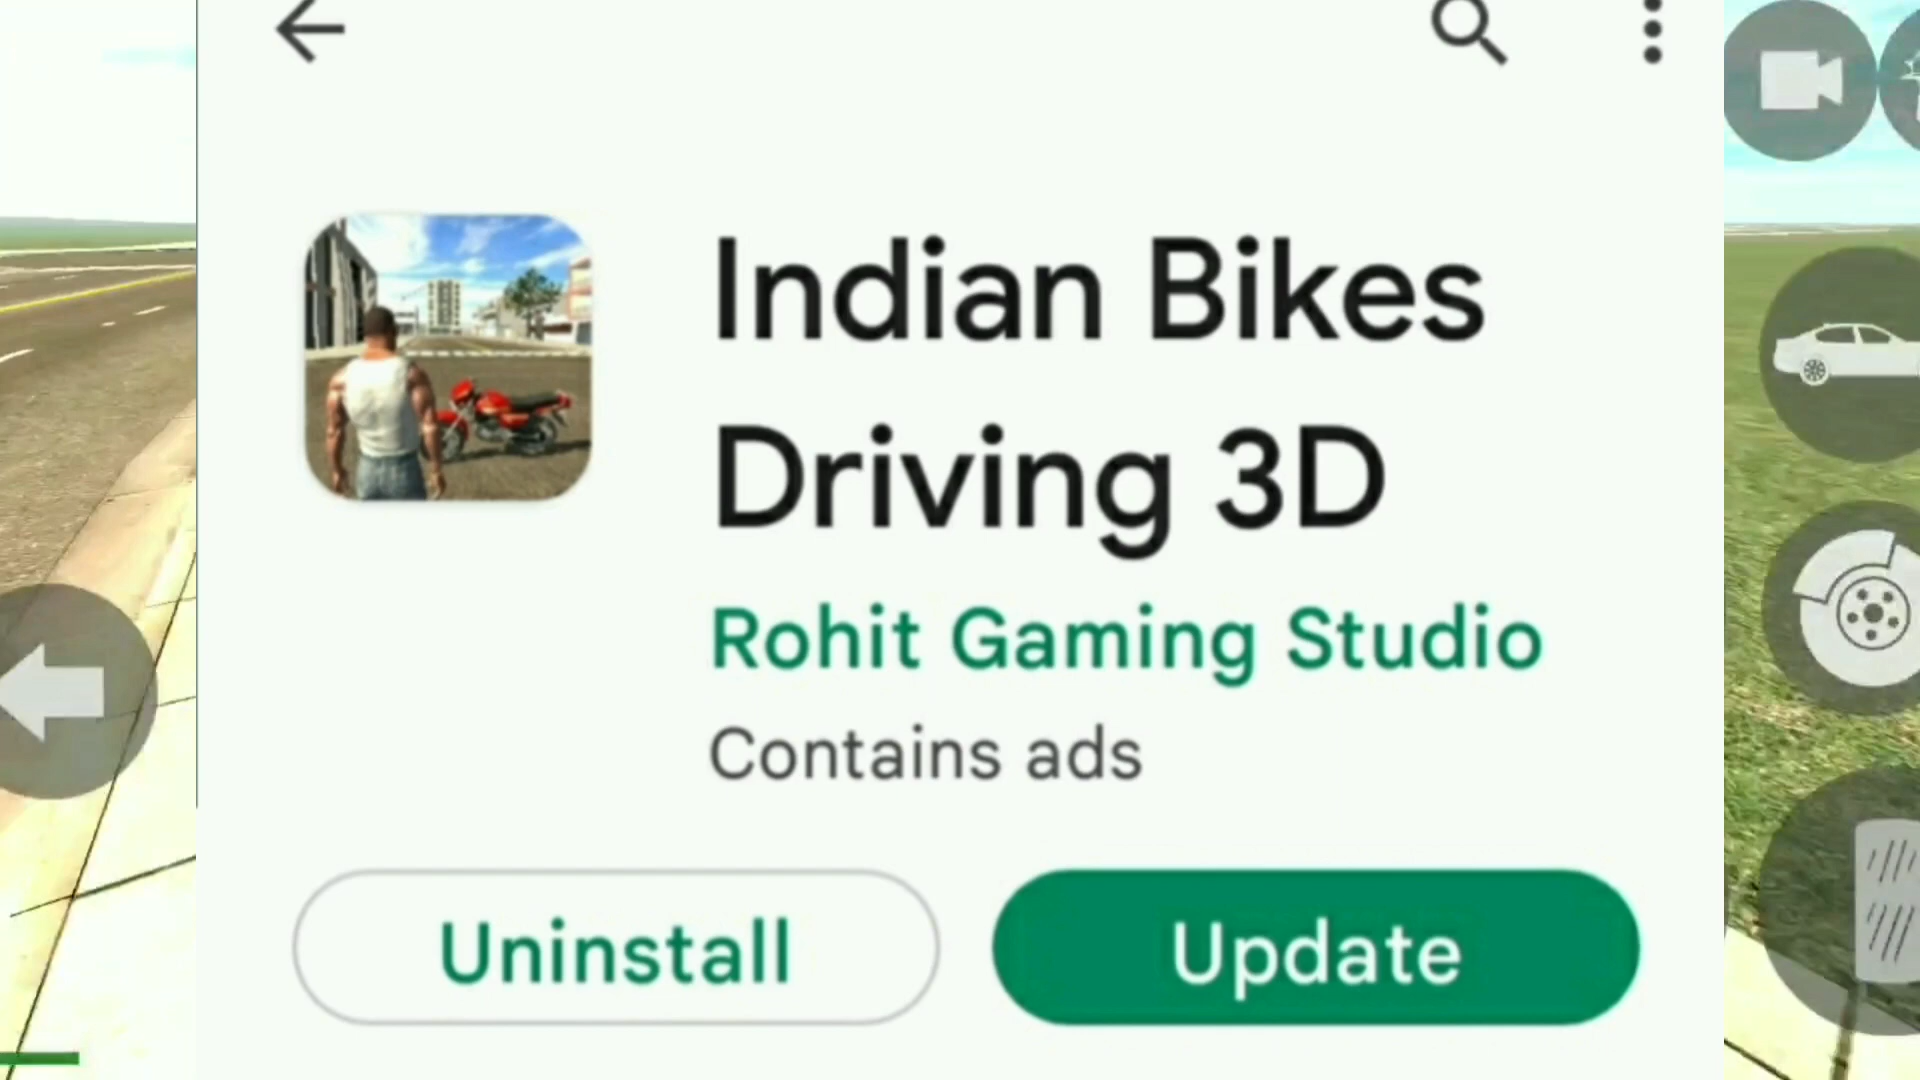 Indian Bikes
Driving 3D
Rohit Gaming Studio
Contains ads
Uninstall
Update